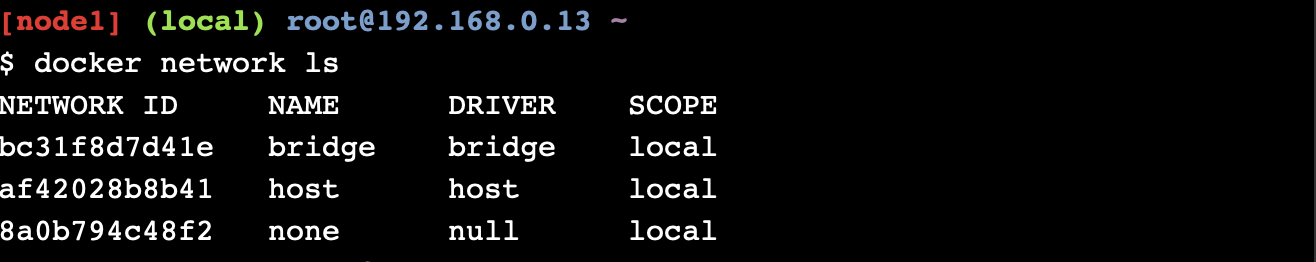 [node1] (local) root@192.168.0.13 ~
$ docker network ls
NETWORK ID     NAME      DRIVER    SCOPE
bc31f8d7d41e   bridge    bridge    local
af42028b8b41   host      host      local
8a0b794c48f2   none      null      local